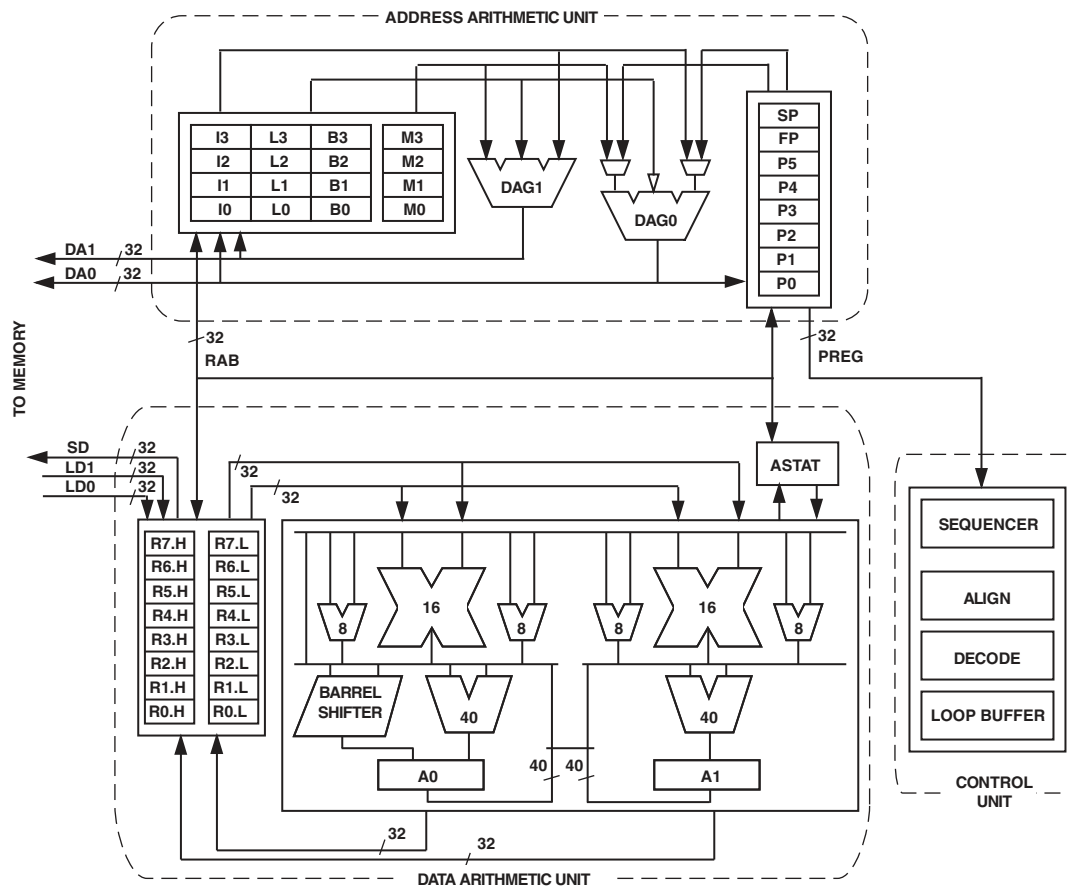 ADDRESS ARITHMETIC UNIT
I3 L3 B3 M3
I2 L2 B2 M2
I1 L1 B1 M1
I0 L0 B0 M0
DAG1
DAG0
SP
FP
P5
P4
P3
P2
P1
P0
DA1 32
DA0 32
TO MEMORY
32
RAB
32
PREG
SD 32
LD1 32
LD0 32
32
32
ASTAT
R7.H R7.L
R6.H R6.L
R5.H R5.L
R4.H R4.L
R3.H R3.L
R2.H R2.L
R1.H R1.L
R0.H R0.L
8 16 8 8 16 8
BARREL
SHIFTER
40
40
A0
40 40
A1
32
32
DATA ARITHMETIC UNIT
SEQUENCER
ALIGN
DECODE
LOOP BUFFER
CONTROL
UNIT